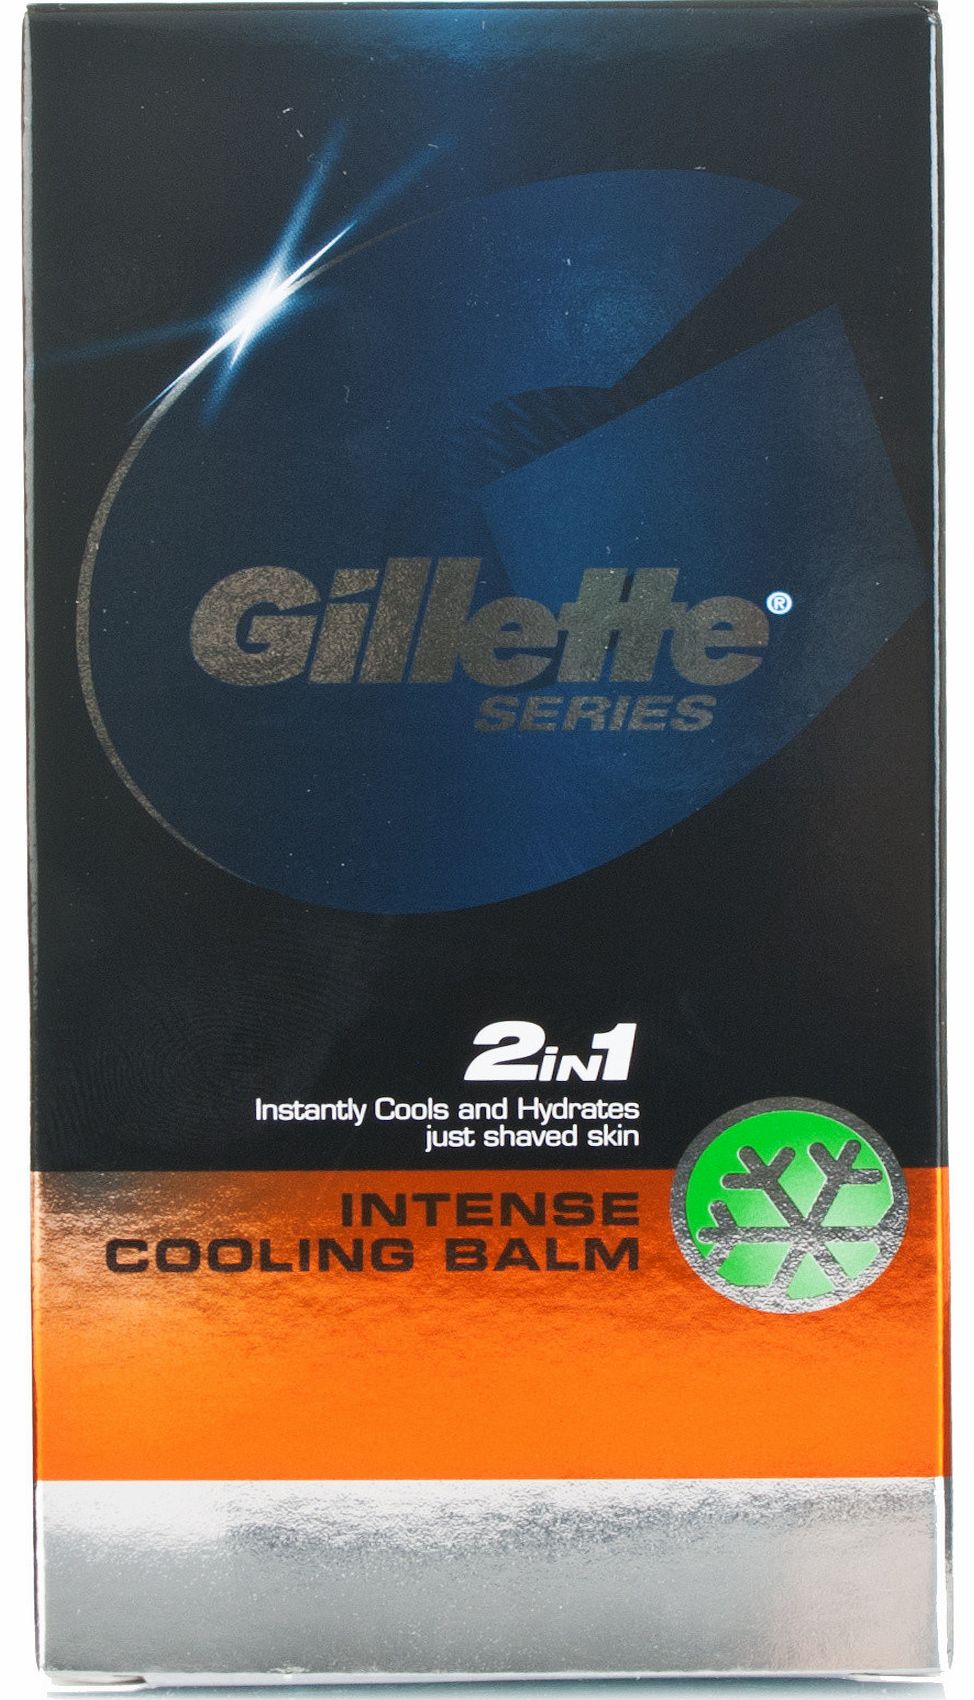 Gillette®
SERIES
2iN1
Instantly Cools and Hydrates
just shaved skin
INTENSE
COOLING BALM